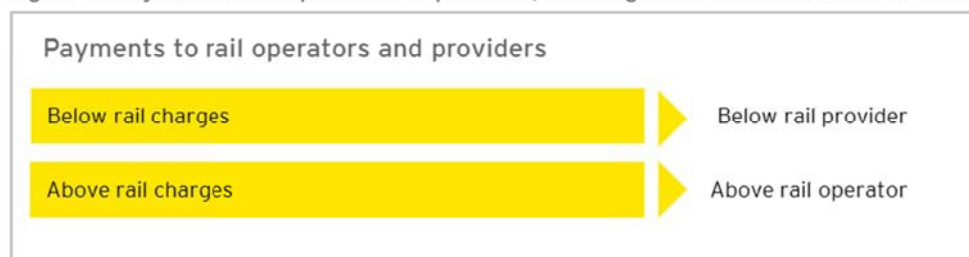 Payments to rail operators and providers
Below rail charges
Below rail provider
Above rail charges
Above rail operator